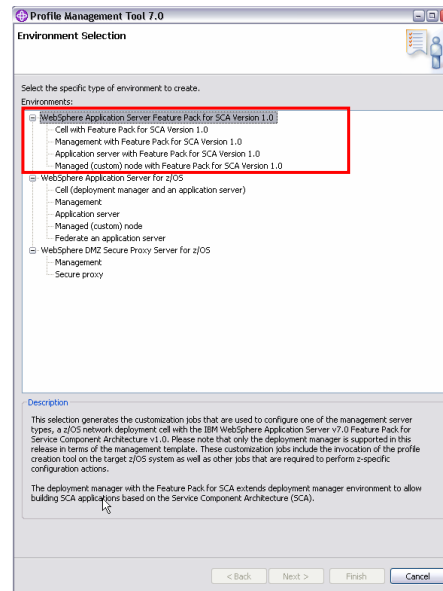 Profile Management Tool 7.0
Environment Selection
Select the specific type of environment to create.
Environments:
WebSphere Application Server Feature Pack for SCA Version 1.0
Cell with Feature Pack for SCA Version 1.0
Management with Feature Pack for SCA Version 1.0
Application server with Feature Pack for SCA Version 1.0
Managed (custom) node with Feature Pack for SCA Version 1.0
WebSphere Application Server for z/OS
Cell (deployment manager and an application server)
Management
Application server
Managed (custom) node
Federate an application server
WebSphere DMZ Secure Proxy Server for z/OS
Management
Secure proxy
Description
This selection generates the customization jobs that are used to configure one of the management server
types, a z/OS network deployment cell with the IBM WebSphere Application Server v7.0 Feature Pack for
Service Component Architecture v1.0. Please note that only the deployment manager is supported in this
release in terms of the management template. These customization jobs include the invocation of the profile
creation tool on the target z/OS system as well as other jobs that are required to perform z-specific
configuration actions.
The deployment manager with the Feature Pack for SCA extends deployment manager environment to allow
building SCA applications based on the Service Component Architecture (SCA).
< Back Next > Finish Cancel